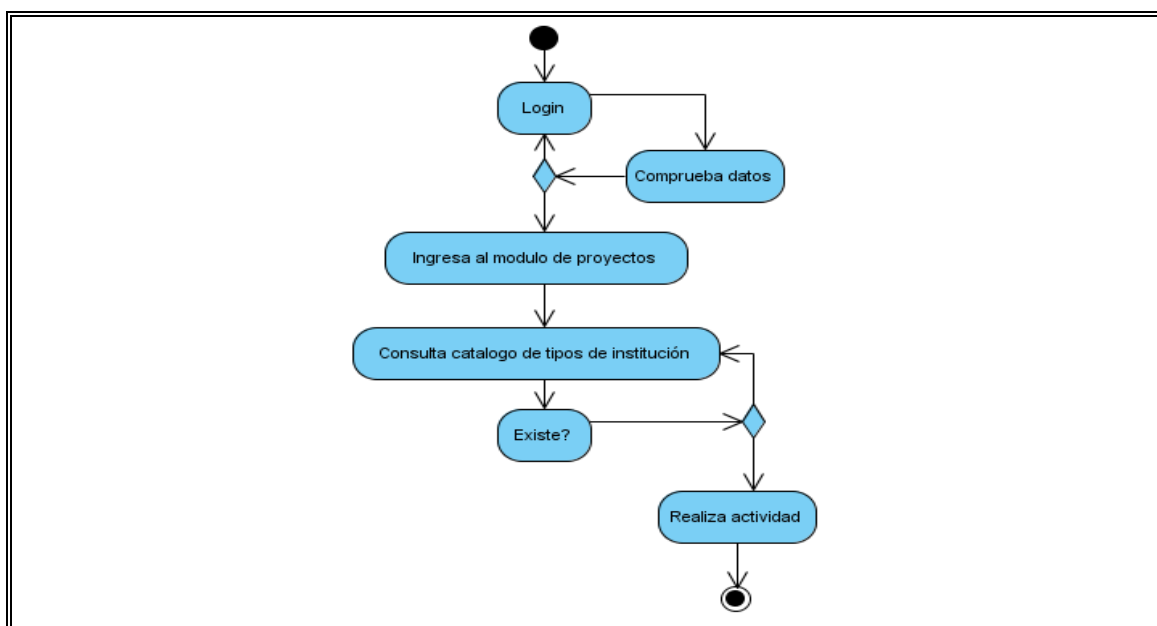 Login
Comprueba datos
Ingresa al modulo de proyectos
Consulta catalogo de tipos de institución
Existe?
Realiza actividad